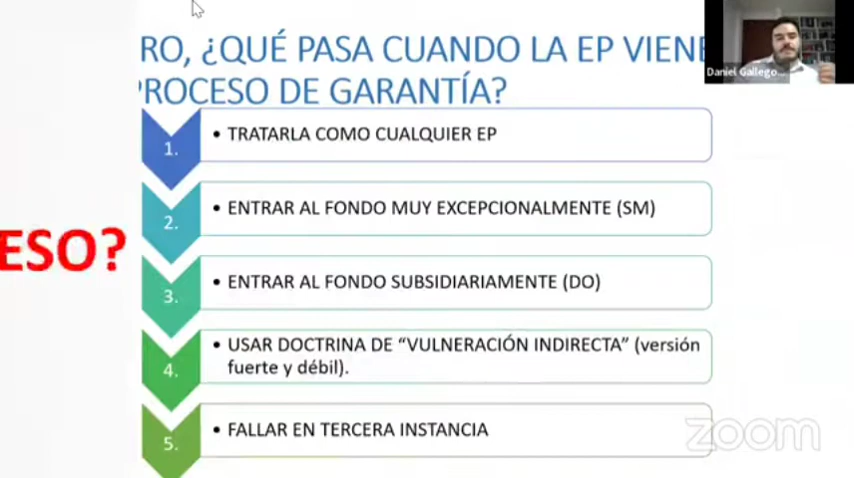 RO, ¿QUÉ PASA CUANDO LA EP VIENE
PROCESO DE GARANTÍA?
Daniel Gallego...
1.
• TRATARLA COMO CUALQUIER EP
2.
• ENTRAR AL FONDO MUY EXCEPCIONALMENTE (SM)
ESO?
3.
• ENTRAR AL FONDO SUBSIDIARIAMENTE (DO)
4.
• USAR DOCTRINA DE “VULNERACIÓN INDIRECTA” (versión
fuerte y débil).
5.
• FALLAR EN TERCERA INSTANCIA
zoom